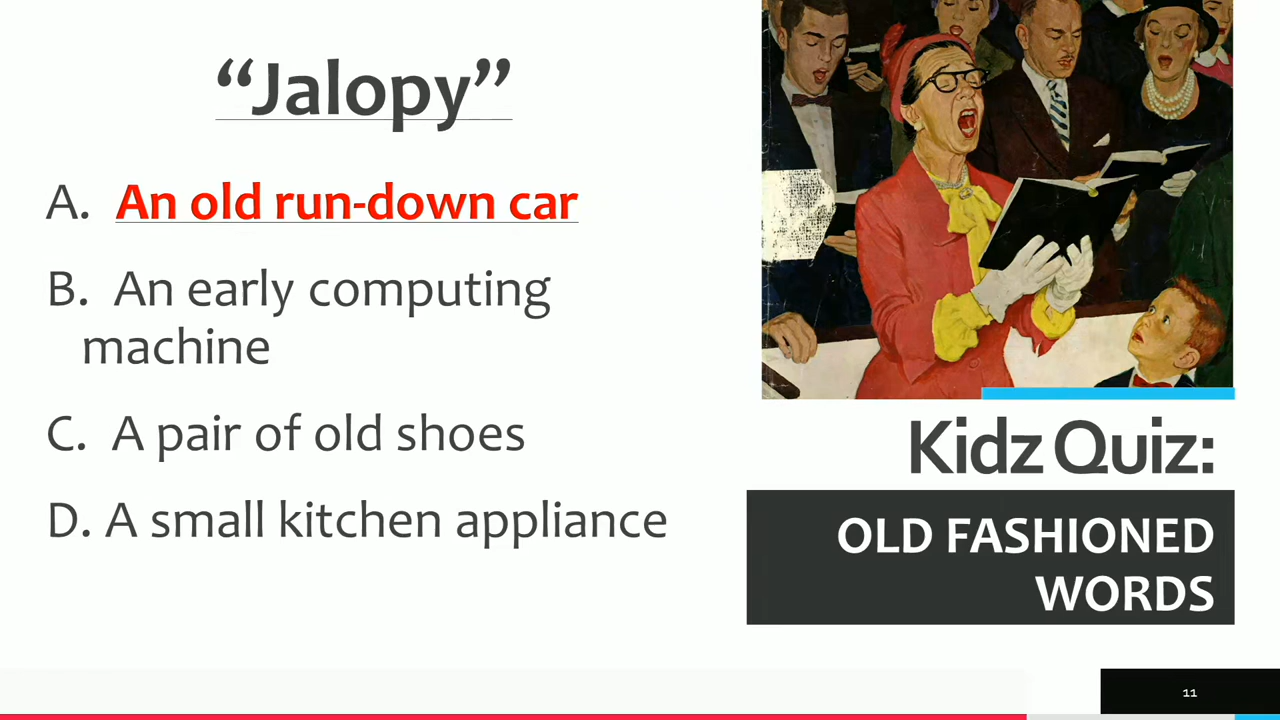 “Jalopy”
A. An old run-down car
B. An early computing
machine
C. A pair of old shoes
D. A small kitchen appliance
Kidz Quiz:
OLD FASHIONED
WORDS
11